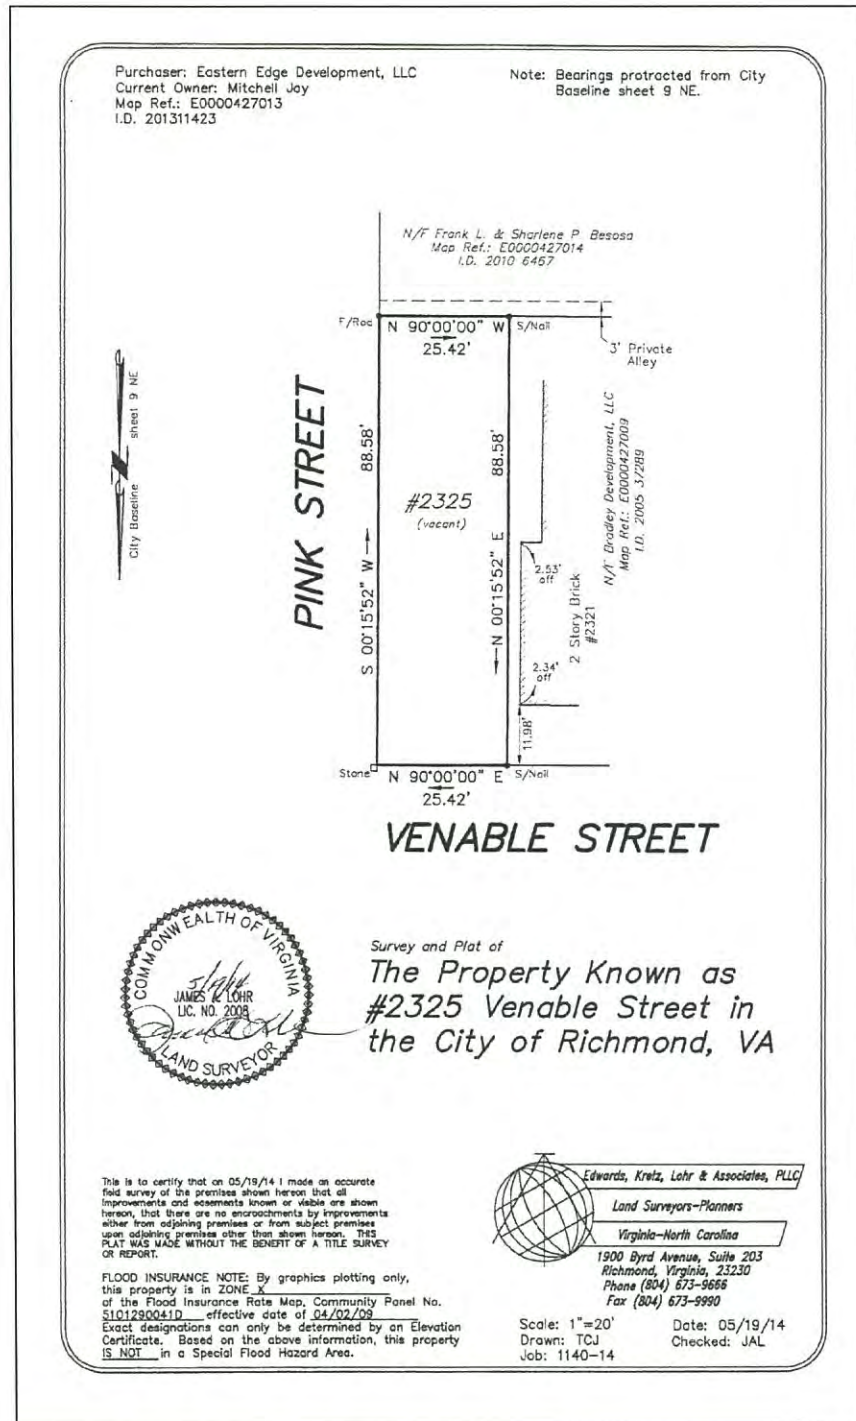 Purchaser: Eastern Edge Development, LLC
Current Owner: Mitchell Joy
Map Ref.: E0000427013
I.D. 201311423
Note: Bearings protracted from City
Baseline sheet 9 NE.
N/F Frank L. & Sharlene P. Besosa
Map Ref.: E0000427014
I.D. 2010 6467
F/Rod
N 90°00'00" W
S/Nail
25.42'
3' Private
Alley
City Baseline sheet 9 NE
PINK STREET
S 00°15'52" W
88.58'
#2325
(vacant)
N 00°15'52" E
88.58'
N/F Bradley Development, LLC
Map Ref.: E0000427009
I.D. 2005 37289
2.53'
off
2 Story Brick
#2321
2.34'
off
11.98'
Stone
N 90°00'00" E
S/Nail
25.42'
VENABLE STREET
COMMONWEALTH OF VIRGINIA
5/19/14
JAMES A. LOHR
LIC. NO. 2008
LAND SURVEYOR
Survey and Plat of
The Property Known as
#2325 Venable Street in
the City of Richmond, VA
This is to certify that on 05/19/14 I made an accurate
field survey of the premises shown hereon that all
improvements and easements known or visible are shown
hereon, that there are no encroachments by improvements
either from adjoining premises or from subject premises
upon adjoining premises other than shown hereon. THIS
PLAT WAS MADE WITHOUT THE BENEFIT OF A TITLE SURVEY
OR REPORT.
FLOOD INSURANCE NOTE: By graphics plotting only,
this property is in ZONE X
of the Flood Insurance Rate Map, Community Panel No.
5101290041D effective date of 04/02/09
Exact designations can only be determined by an Elevation
Certificate. Based on the above information, this property
IS NOT in a Special Flood Hazard Area.
Edwards, Kretz, Lohr & Associates, PLLC
Land Surveyors-Planners
Virginia-North Carolina
1900 Byrd Avenue, Suite 203
Richmond, Virginia, 23230
Phone (804) 673-9666
Fax (804) 673-9990
Scale: 1"=20'
Date: 05/19/14
Drawn: TCJ
Checked: JAL
Job: 1140-14